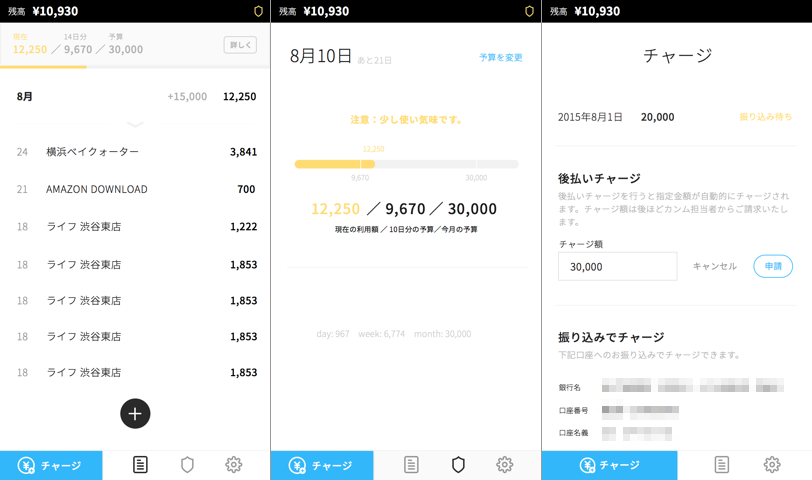 残高 ¥10,930
現在 14日分 予算
12,250 ／ 9,670 ／ 30,000
詳しく
8月 +15,000 12,250
24 横浜ベイクォーター 3,841
21 AMAZON DOWNLOAD 700
18 ライフ 渋谷東店 1,222
18 ライフ 渋谷東店 1,853
18 ライフ 渋谷東店 1,853
18 ライフ 渋谷東店 1,853
18 ライフ 渋谷東店 1,853
チャージ
残高 ¥10,930
8月10日 あと21日 予算を変更
注意：少し使い気味です。
12,250
9,670 30,000
12,250 ／ 9,670 ／ 30,000
現在の利用額 ／ 10日分の予算／今月の予算
day: 967 week: 6,774 month: 30,000
チャージ
残高 ¥10,930
チャージ
2015年8月1日 20,000 振り込み待ち
後払いチャージ
後払いチャージを行うと指定金額が自動的にチャージされ
ます。チャージ額は後ほどカンム担当者からご請求いたし
ます。
チャージ額
30,000 キャンセル 申請
振り込みでチャージ
下記口座へのお振り込みでチャージできます。
銀行名
口座番号
口座名義
チャージ